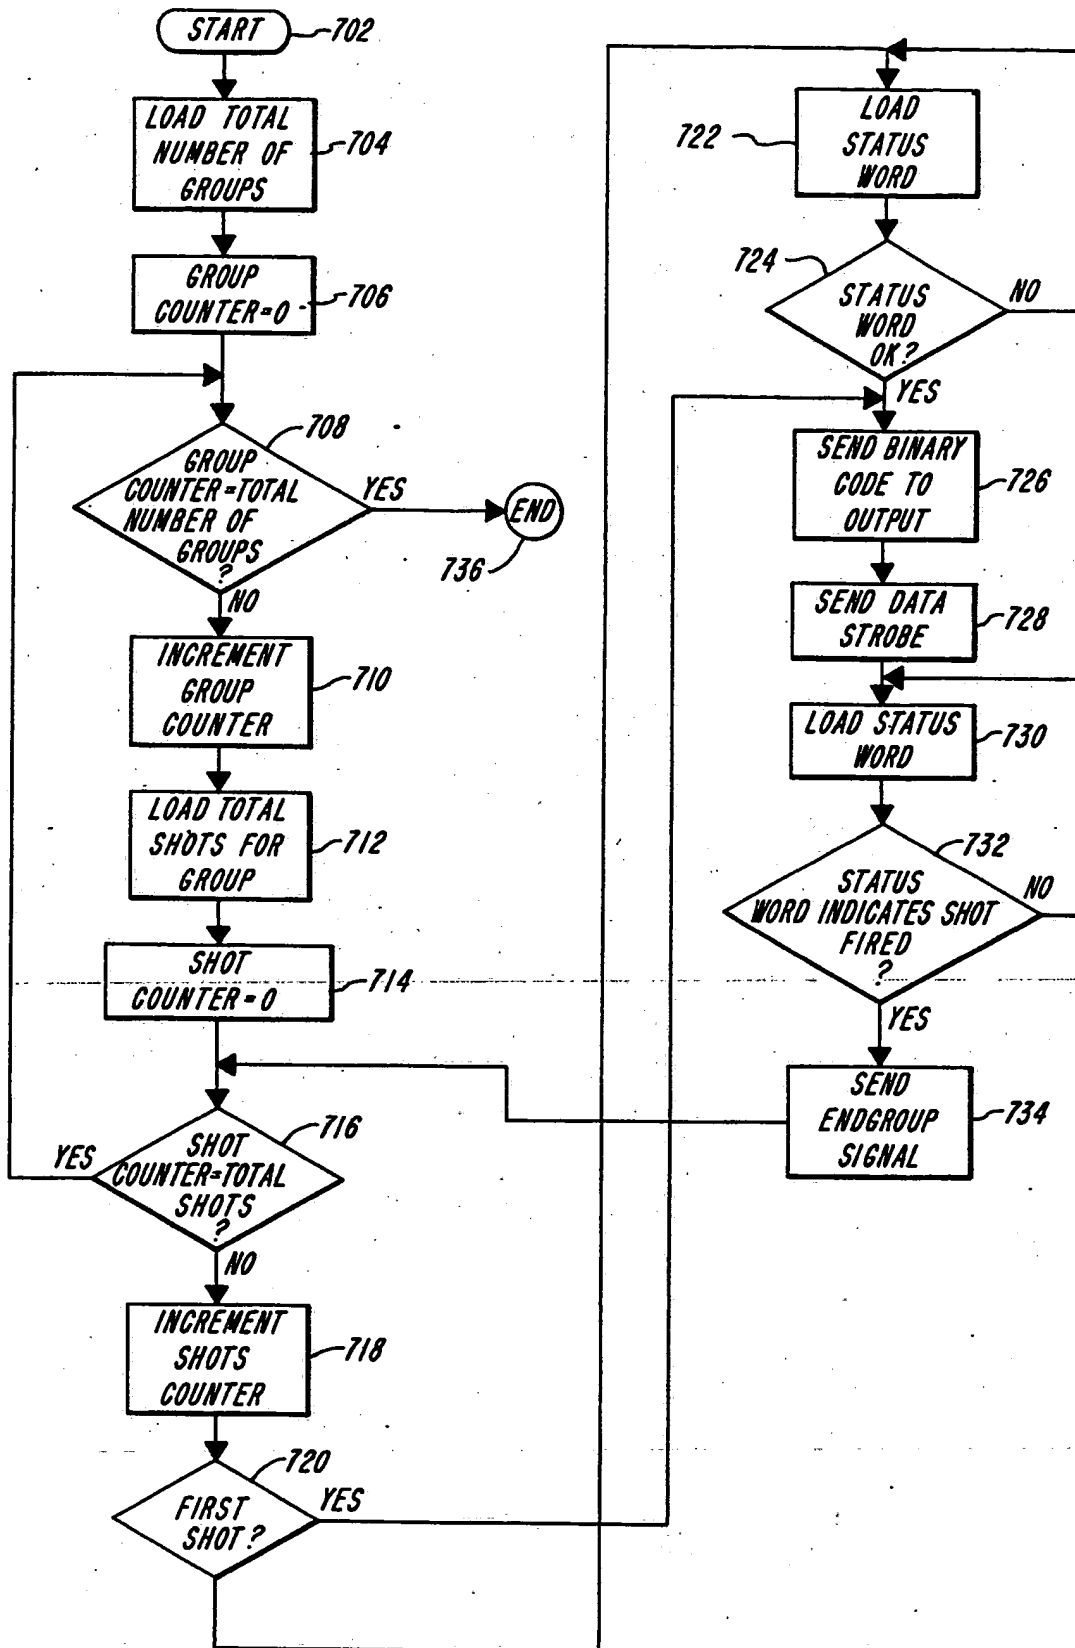 START
702
LOAD TOTAL
NUMBER OF
GROUPS
704
GROUP
COUNTER=0
706
708
GROUP
COUNTER=TOTAL
NUMBER OF
GROUPS
?
YES
END
736
NO
INCREMENT
GROUP
COUNTER
710
LOAD TOTAL
SHOTS FOR
GROUP
712
SHOT
COUNTER=0
714
716
YES
SHOT
COUNTER=TOTAL
SHOTS
?
NO
INCREMENT
SHOTS
COUNTER
718
720
FIRST
SHOT?
YES
LOAD
STATUS
WORD
722
724
STATUS
WORD
OK?
NO
YES
SEND BINARY
CODE TO
OUTPUT
726
SEND DATA
STROBE
728
LOAD STATUS
WORD
730
732
STATUS
WORD INDICATES SHOT
FIRED
?
NO
YES
SEND
ENDGROUP
SIGNAL
734